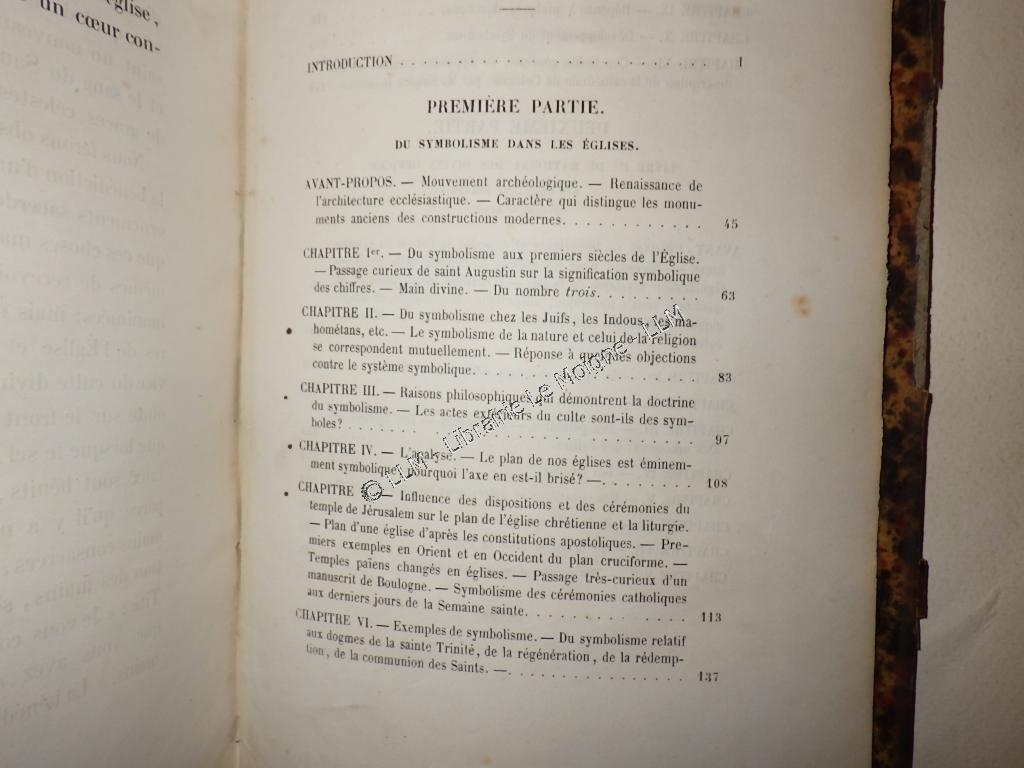 glise,
un cœur con-
INTRODUCTION . . . . . . . . . . . . . . . . . . . . . . . . 1
PREMIÈRE PARTIE.
DU SYMBOLISME DANS LES ÉGLISES.
AVANT-PROPOS. — Mouvement archéologique. — Renaissance de
l'architecture ecclésiastique. — Caractère qui distingue les monu-
ments anciens des constructions modernes. . . . . . . . . . . . 45
CHAPITRE Ier. — Du symbolisme aux premiers siècles de l'Église.
— Passage curieux de saint Augustin sur la signification symbolique
des chiffres. — Main divine. — Du nombre trois. . . . . . . . . 63
CHAPITRE II. — Du symbolisme chez les Juifs, les Indous, les ma-
hométans, etc. — Le symbolisme de la nature et celui de la religion
se correspondent mutuellement. — Réponse à quelques objections
contre le système symbolique. . . . . . . . . . . . . . . . . 83
CHAPITRE III. — Raisons philosophiques qui démontrent la doctrine
du symbolisme. — Les actes extérieurs du culte sont-ils des sym-
boles? . . . . . . . . . . . . . . . . . . . . . . . . . . . 97
CHAPITRE IV. — L'analyse. — Le plan de nos églises est éminem-
ment symbolique. Pourquoi l'axe en est-il brisé? —. . . . . . . 108
CHAPITRE — Influence des dispositions et des cérémonies du
temple de Jérusalem sur le plan de l'église chrétienne et la liturgie.
— Plan d'une église d'après les constitutions apostoliques. — Pre-
miers exemples en Orient et en Occident du plan cruciforme. —
Temples païens changés en églises. — Passage très-curieux d'un
manuscrit de Boulogne. — Symbolisme des cérémonies catholiques
aux derniers jours de la Semaine sainte. . . . . . . . . . . . 113
CHAPITRE VI. — Exemples de symbolisme. — Du symbolisme relatif
aux dogmes de la sainte Trinité, de la régénération, de la rédemp-
tion, de la communion des Saints. —. . . . . . . . . . . . . . 137
© LLM - Librairie Le Moigne - LLM